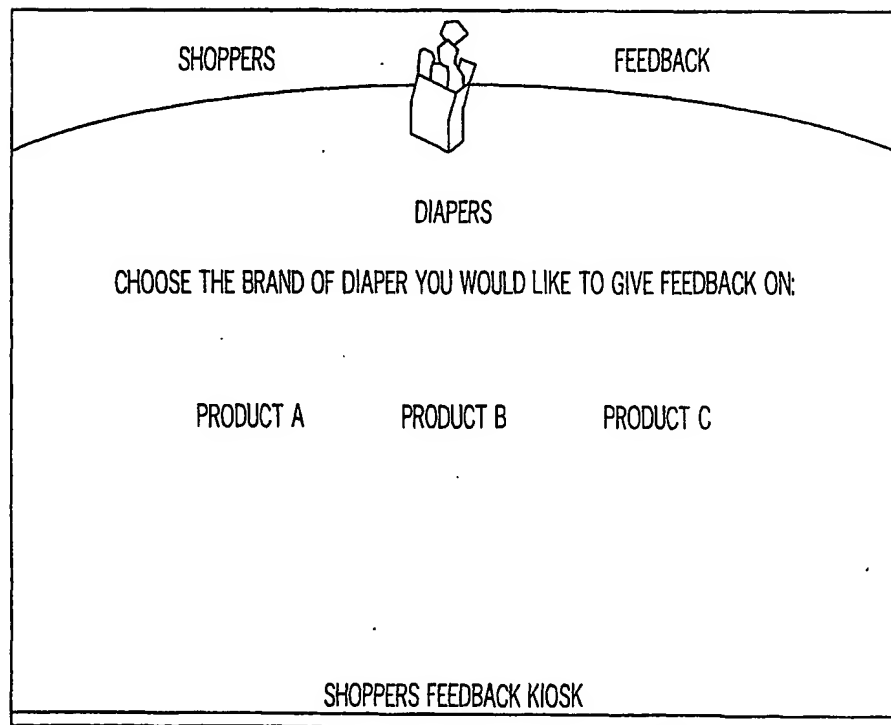 SHOPPERS FEEDBACK
DIAPERS
CHOOSE THE BRAND OF DIAPER YOU WOULD LIKE TO GIVE FEEDBACK ON:
PRODUCT A PRODUCT B PRODUCT C
SHOPPERS FEEDBACK KIOSK